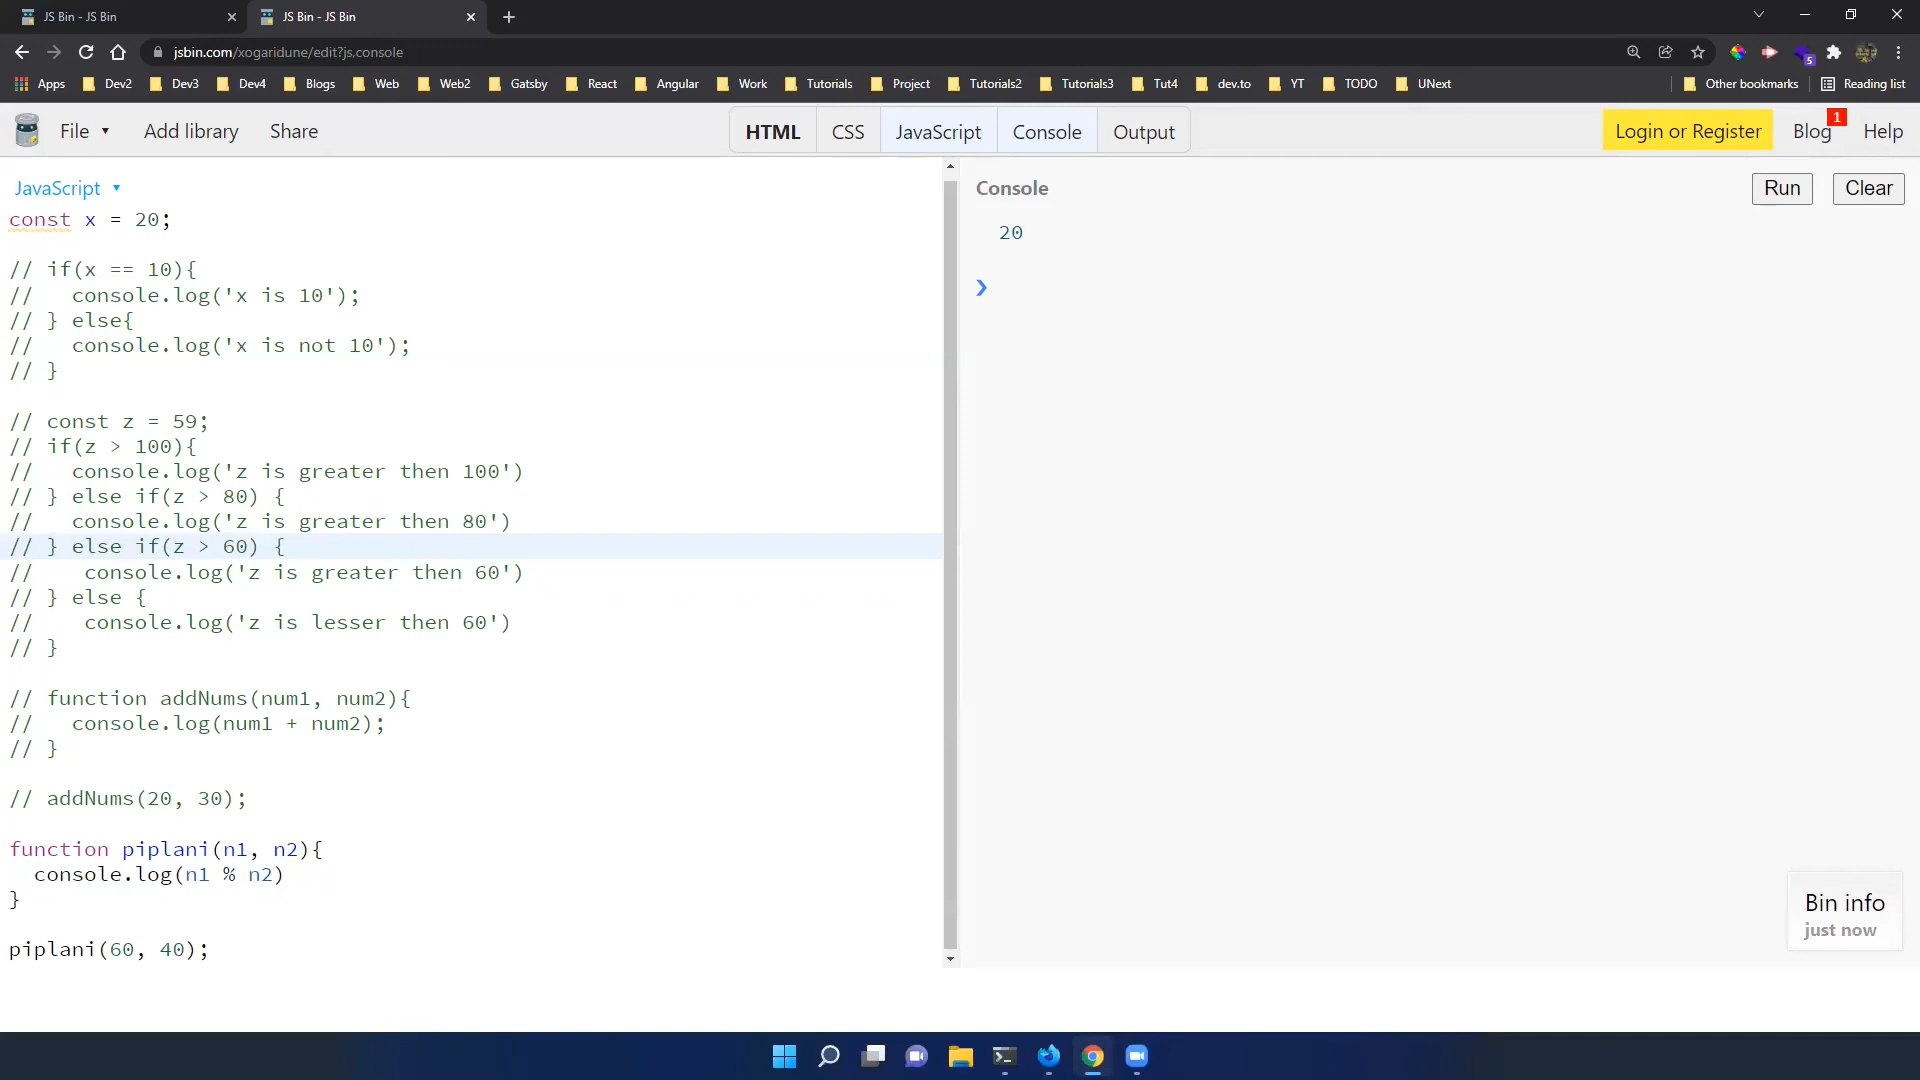 JS Bin - JS Bin
JS Bin - JS Bin
jsbin.com/xogaridune/edit?js,console
5
Apps Dev2 Dev3 Dev4 Blogs Web Web2 Gatsby React Angular Work Tutorials Project Tutorials2 Tutorials3 Tut4 dev.to YT TODO UNext Other bookmarks Reading list
File Add library Share HTML CSS JavaScript Console Output Login or Register Blog 1 Help
JavaScript
const x = 20;
// if(x == 10){
//   console.log('x is 10');
// } else{
//   console.log('x is not 10');
// }
// const z = 59;
// if(z > 100){
//   console.log('z is greater then 100')
// } else if(z > 80) {
//   console.log('z is greater then 80')
// } else if(z > 60) {
//    console.log('z is greater then 60')
// } else {
//    console.log('z is lesser then 60')
// }
// function addNums(num1, num2){
//   console.log(num1 + num2);
// }
// addNums(20, 30);
function piplani(n1, n2){
  console.log(n1 % n2)
}
piplani(60, 40);
Console Run Clear
20
Bin info
just now